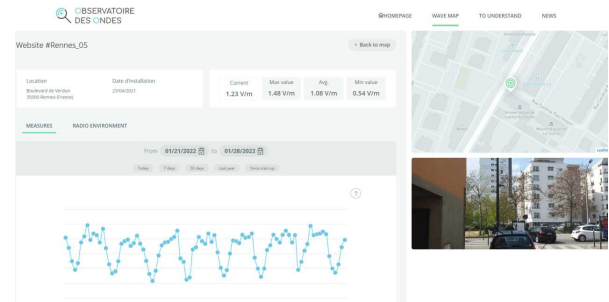 OBSERVATOIRE
DES ONDES
HOMEPAGE
WAVE MAP
TO UNDERSTAND
NEWS
Website #Rennes_05
< Back to map
Location
Boulevard de Verdun
35000 Rennes (France)
Date d'installation
23/04/2021
Current
1.23 V/m
Max value
1.48 V/m
Avg.
1.08 V/m
Min value
0.54 V/m
MEASURES
RADIO ENVIRONMENT
From 01/21/2022 to 01/28/2022
Today
7 days
30 days
Last year
Since start-up
?
Leaflet